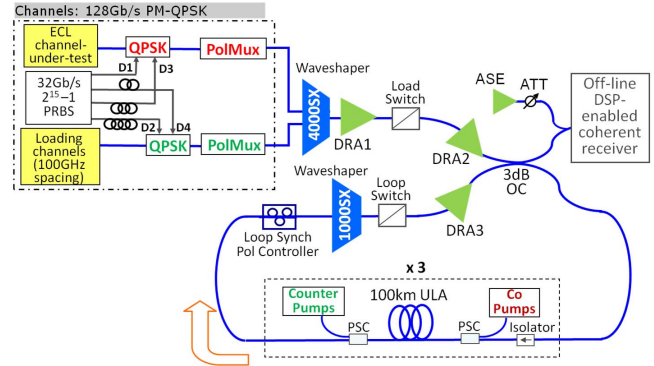 Channels: 128Gb/s PM-QPSK
ECL
channel-
under-test
QPSK
PolMux
D1
D3
32Gb/s
2¹⁵−1
PRBS
D2
D4
Loading
channels
(100GHz
spacing)
QPSK
PolMux
Waveshaper
4000SX
DRA1
Load
Switch
ASE
ATT
DRA2
Off-line
DSP-
enabled
coherent
receiver
3dB
OC
Waveshaper
1000SX
Loop
Switch
DRA3
Loop Synch
Pol Controller
x 3
Counter
Pumps
100km ULA
Co
Pumps
PSC
PSC
Isolator